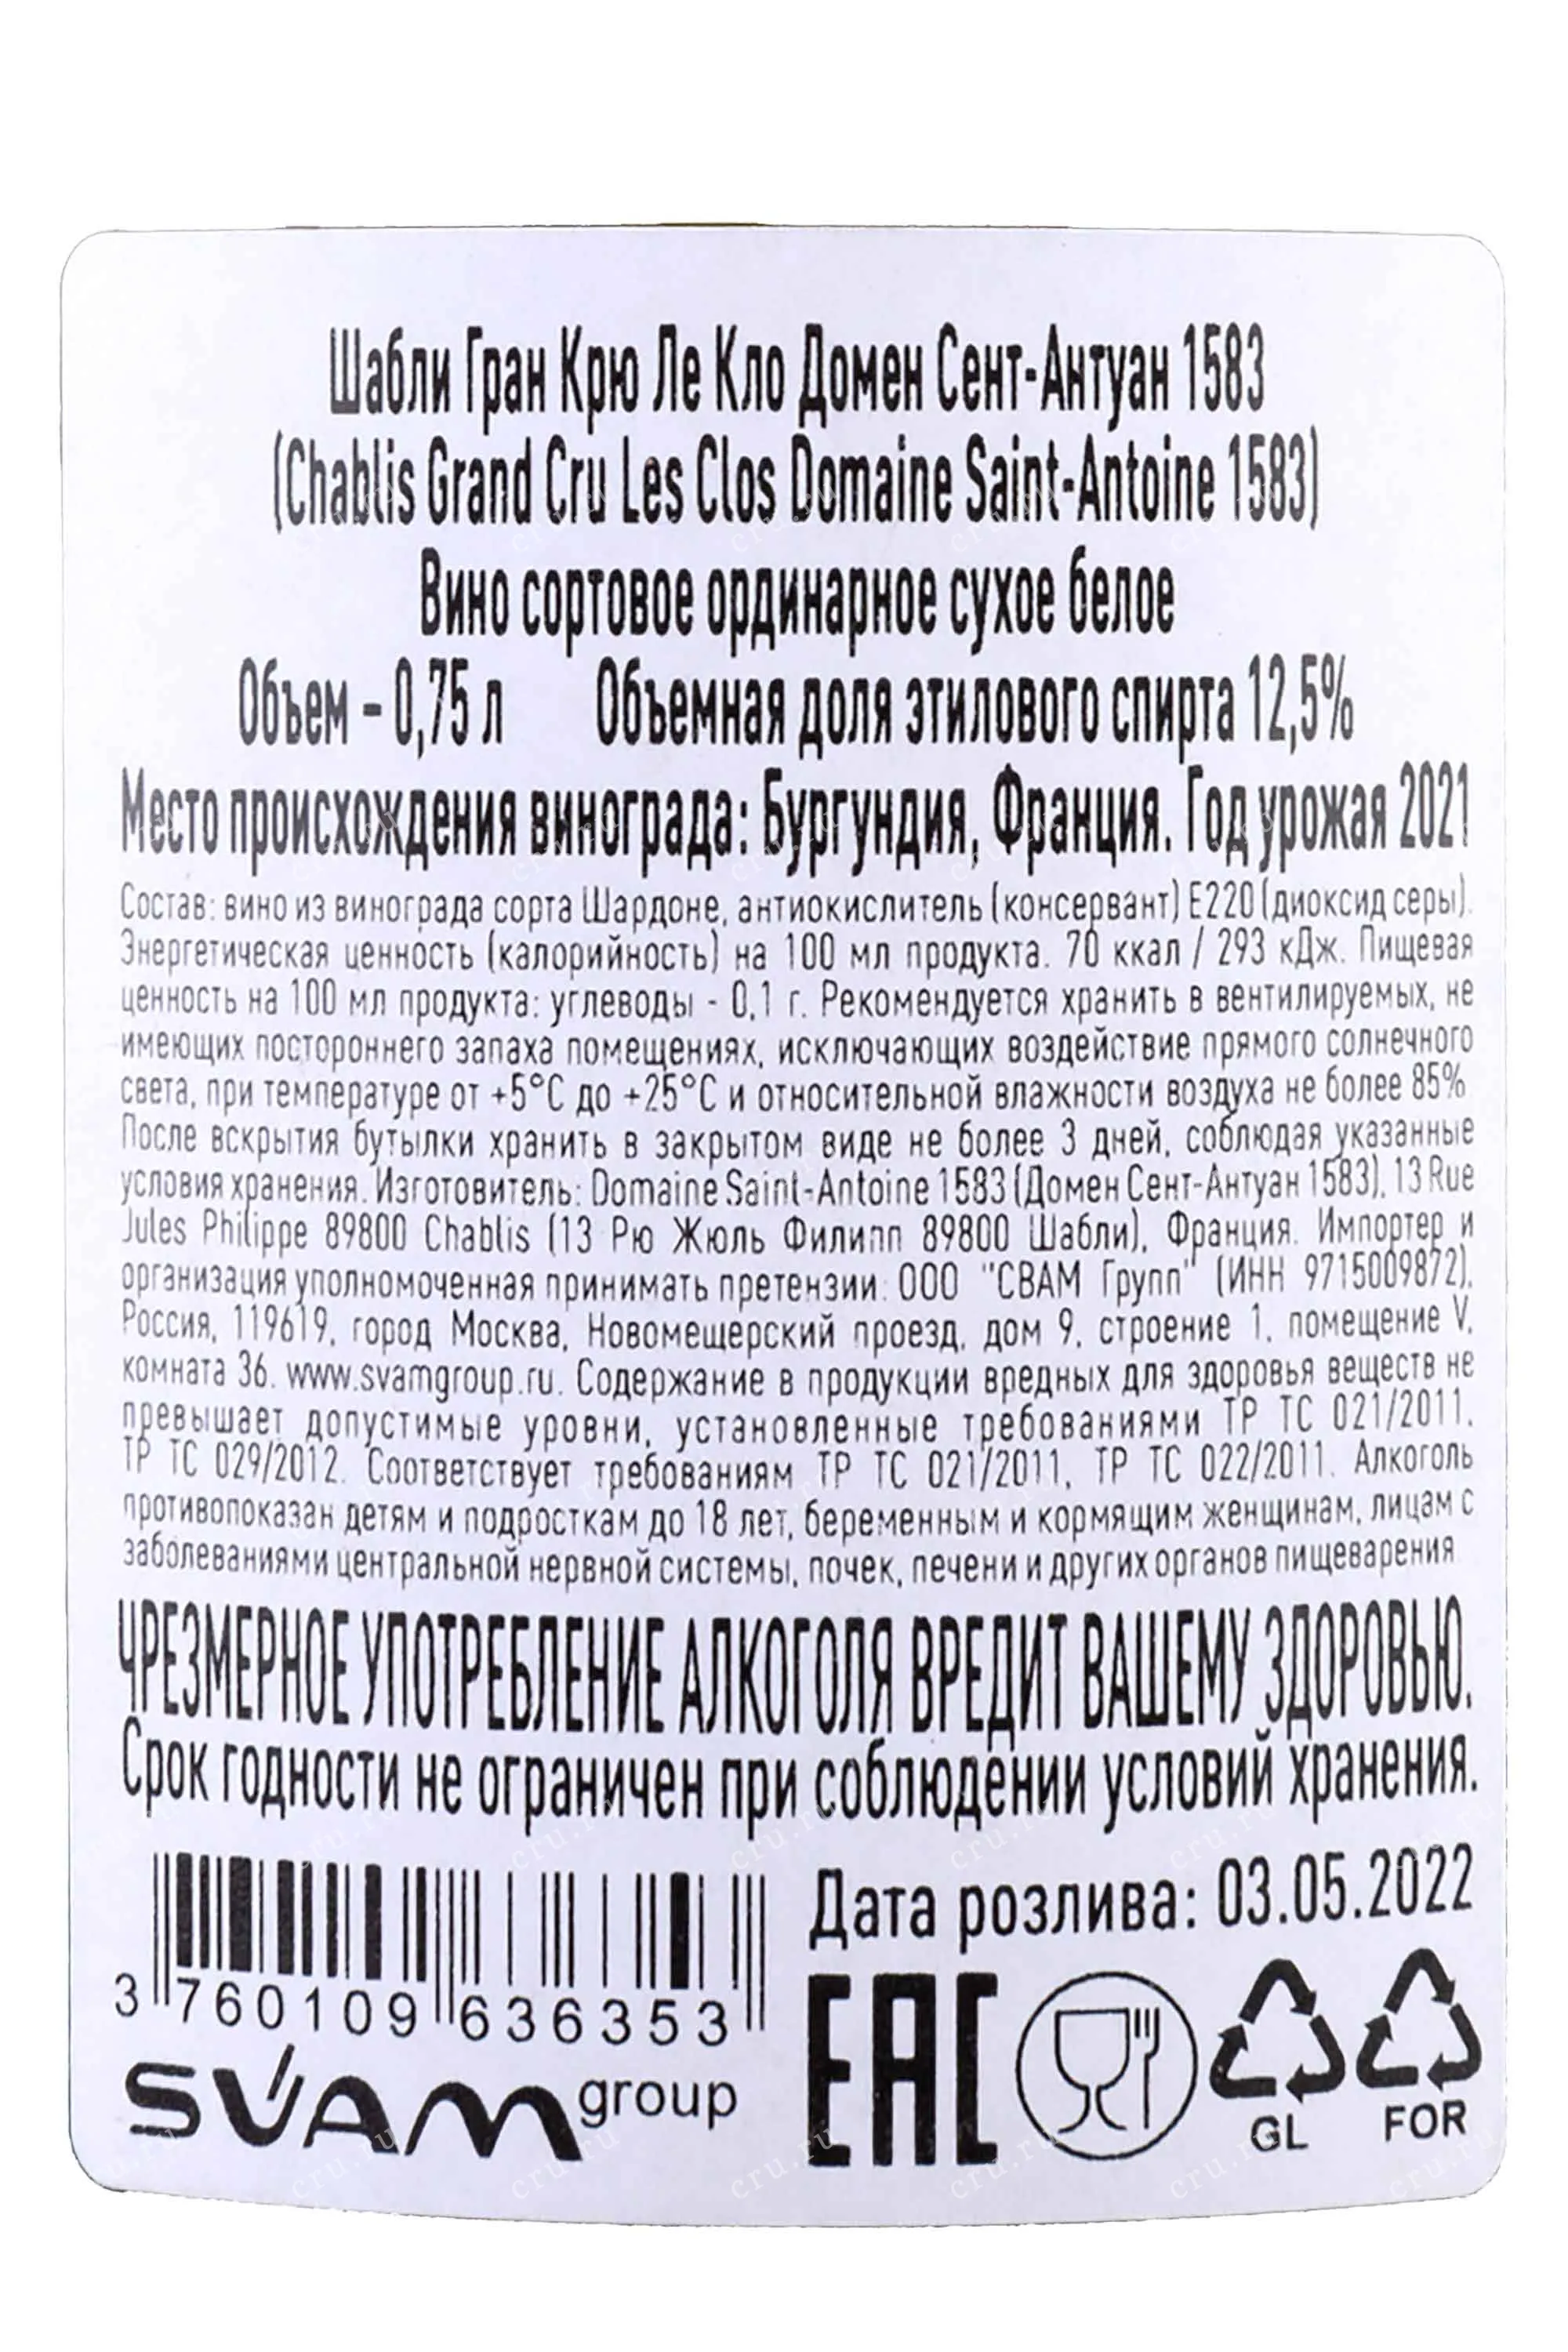 Шабли Гран Крю Ле Кло Домен Сент-Антуан 1583
(Chablis Grand Cru Les Clos Domaine Saint-Antoine 1583)
Вино сортовое ординарное сухое белое
Объем – 0,75 л Объемная доля этилового спирта 12,5%
Место происхождения винограда: Бургундия, Франция. Год урожая 2021
Состав: вино из винограда сорта Шардоне, антиокислитель (консервант) Е220 (диоксид серы).
Энергетическая ценность (калорийность) на 100 мл продукта. 70 ккал / 293 кДж. Пищевая
ценность на 100 мл продукта: углеводы - 0,1 г. Рекомендуется хранить в вентилируемых, не
имеющих постороннего запаха помещениях, исключающих воздействие прямого солнечного
света, при температуре от +5°С до +25°С и относительной влажности воздуха не более 85%
После вскрытия бутылки хранить в закрытом виде не более 3 дней, соблюдая указанные
условия хранения. Изготовитель: Domaine Saint-Antoine 1583 (Домен Сент-Антуан 1583), 13 Rue
Jules Philippe 89800 Chablis (13 Рю Жюль Филипп 89800 Шабли), Франция. Импортер и
организация уполномоченная принимать претензии: ООО "СВАМ Групп" (ИНН 9715009872),
Россия, 119619, город Москва, Новомещерский проезд, дом 9, строение 1, помещение V,
комната 36. www.svamgroup.ru. Содержание в продукции вредных для здоровья веществ не
превышает допустимые уровни, установленные требованиями ТР ТС 021/2011,
ТР ТС 029/2012. Соответствует требованиям ТР ТС 021/2011, ТР ТС 022/2011. Алкоголь
противопоказан детям и подросткам до 18 лет, беременным и кормящим женщинам, лицам с
заболеваниями центральной нервной системы, почек, печени и других органов пищеварения
ЧРЕЗМЕРНОЕ УПОТРЕБЛЕНИЕ АЛКОГОЛЯ ВРЕДИТ ВАШЕМУ ЗДОРОВЬЮ.
Срок годности не ограничен при соблюдении условий хранения.
Дата розлива: 03.05.2022
3 760109 636353
EAC
SVAM group
GL
FOR